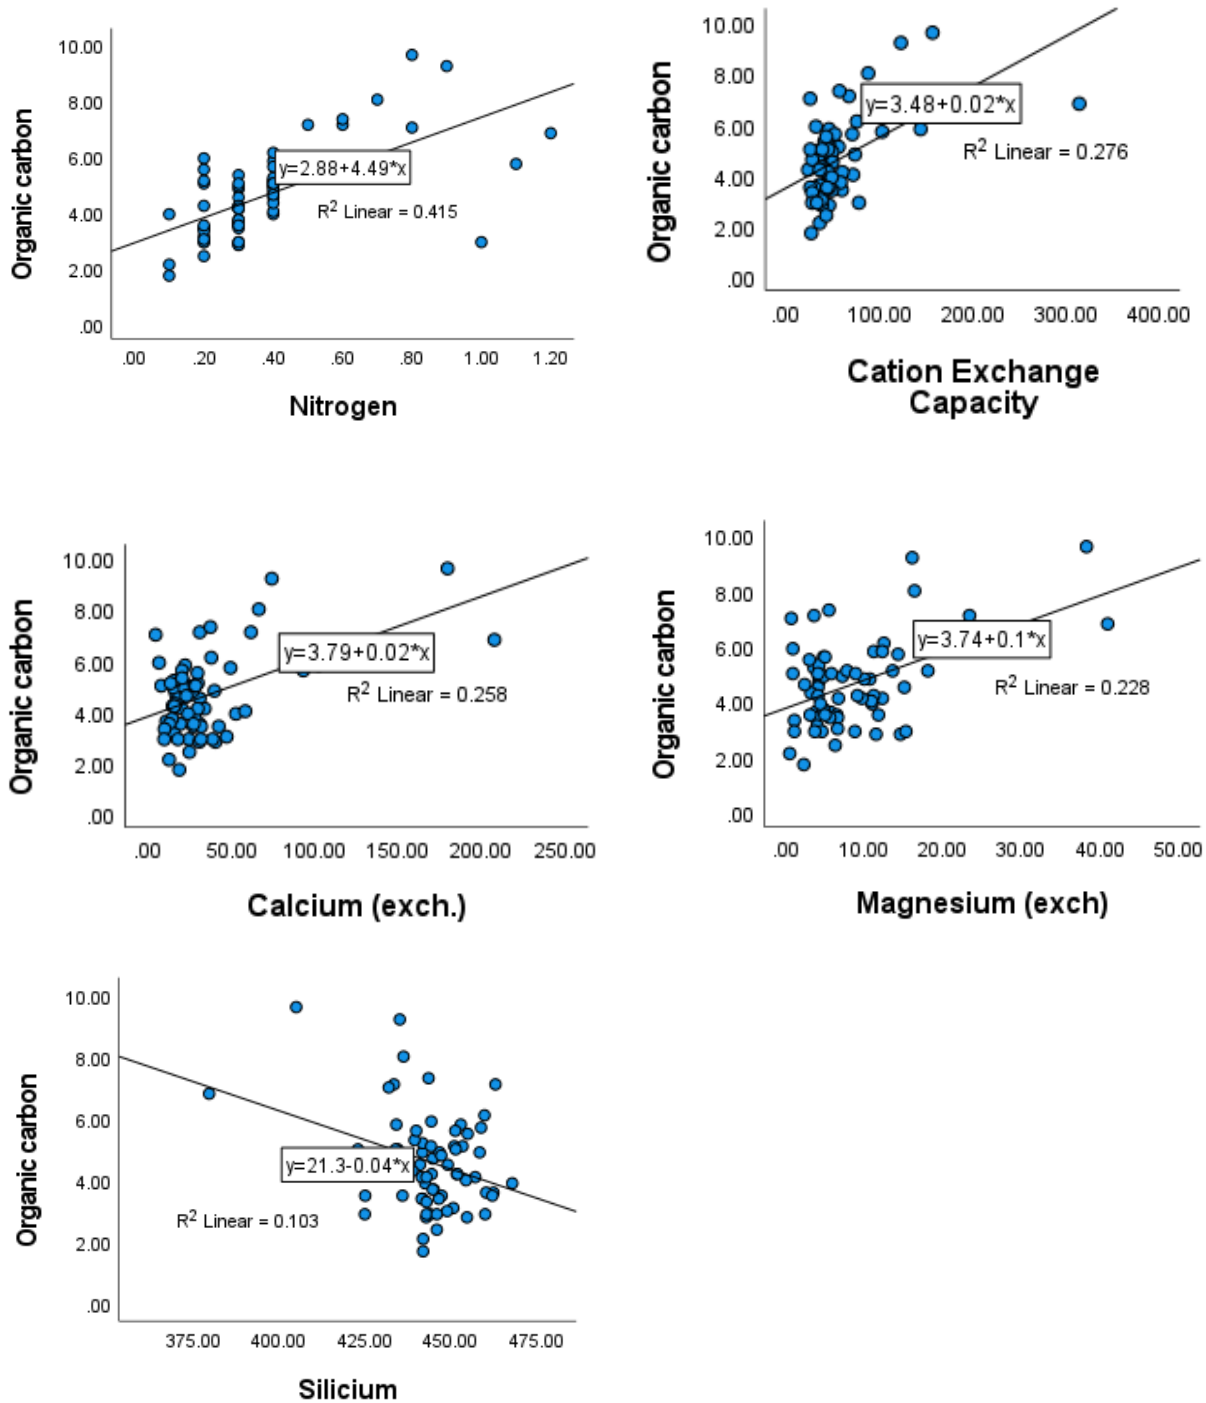 10.00
8.00
6.00
4.00
2.00
.00
Organic carbon
y=2.88+4.49*x
R² Linear = 0.415
.00 .20 .40 .60 .80 1.00 1.20
Nitrogen
10.00
8.00
6.00
4.00
2.00
.00
Organic carbon
y=3.48+0.02*x
R² Linear = 0.276
.00 100.00 200.00 300.00 400.00
Cation Exchange
Capacity
10.00
8.00
6.00
4.00
2.00
.00
Organic carbon
y=3.79+0.02*x
R² Linear = 0.258
.00 50.00 100.00 150.00 200.00 250.00
Calcium (exch.)
10.00
8.00
6.00
4.00
2.00
.00
Organic carbon
y=3.74+0.1*x
R² Linear = 0.228
.00 10.00 20.00 30.00 40.00 50.00
Magnesium (exch)
10.00
8.00
6.00
4.00
2.00
.00
Organic carbon
y=21.3-0.04*x
R² Linear = 0.103
375.00 400.00 425.00 450.00 475.00
Silicium